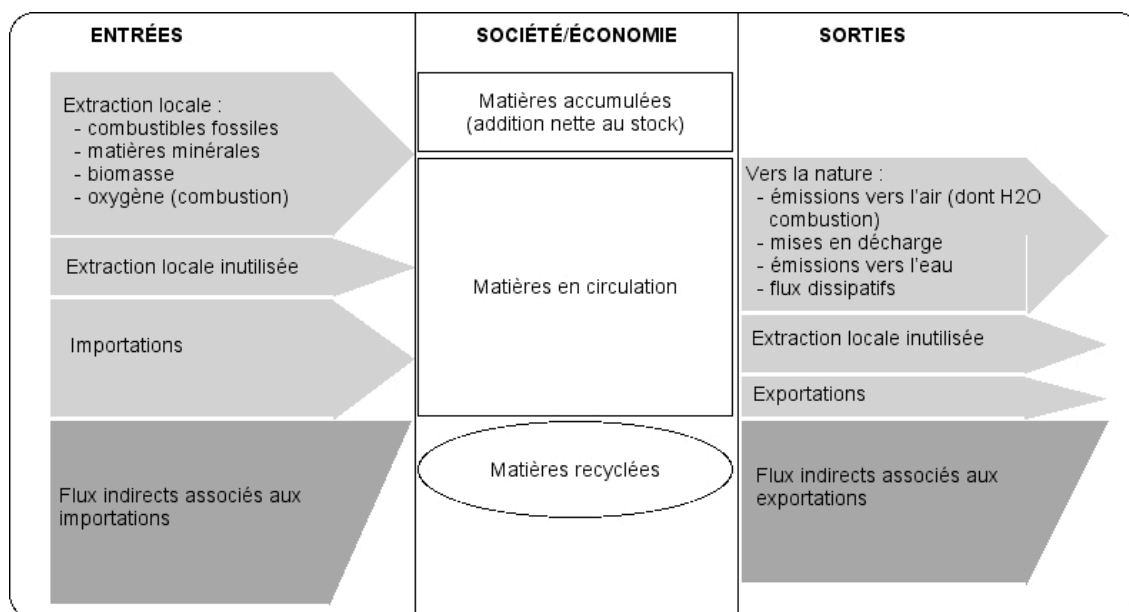 ENTRÉES
Extraction locale :
- combustibles fossiles
- matières minérales
- biomasse
- oxygène (combustion)
Extraction locale inutilisée
Importations
Flux indirects associés aux
importations
SOCIÉTÉ/ÉCONOMIE
Matières accumulées
(addition nette au stock)
Matières en circulation
Matières recyclées
SORTIES
Vers la nature :
- émissions vers l'air (dont H2O
combustion)
- mises en décharge
- émissions vers l'eau
- flux dissipatifs
Extraction locale inutilisée
Exportations
Flux indirects associés aux
exportations